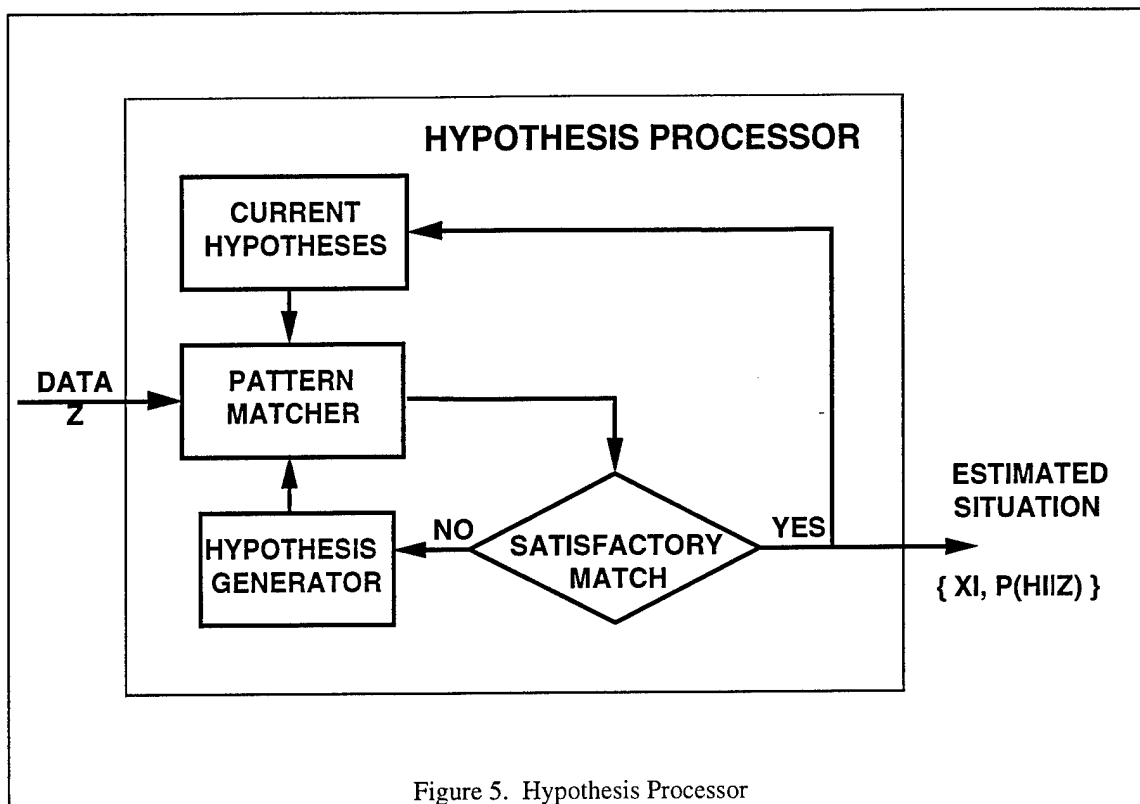 HYPOTHESIS PROCESSOR
CURRENT
HYPOTHESES
DATA
Z
PATTERN
MATCHER
HYPOTHESIS
GENERATOR
NO
SATISFACTORY
MATCH
YES
ESTIMATED
SITUATION
{ XI, P(HIIZ) }
Figure 5. Hypothesis Processor